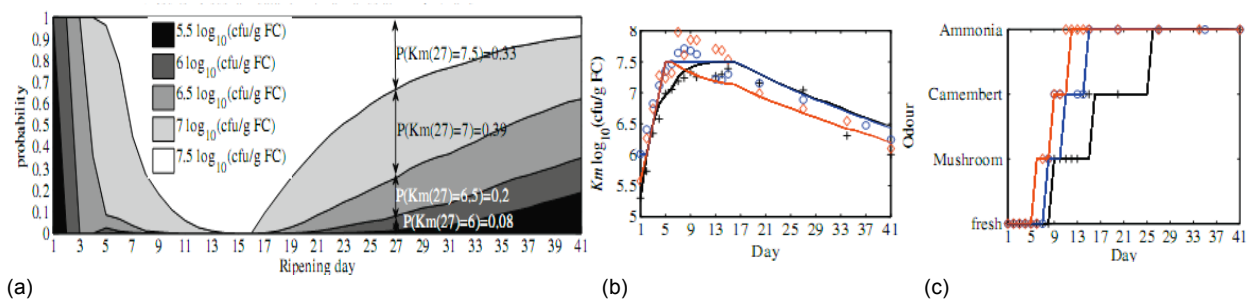 probability
1
0.9
0.8
0.7
0.6
0.5
0.4
0.3
0.2
0.1
0
5.5 log10(cfu/g FC)
6 log10(cfu/g FC)
6.5 log10(cfu/g FC)
7 log10(cfu/g FC)
7.5 log10(cfu/g FC)
P(Km(27)=7.5)=0.33
P(Km(27)=7)=0.39
P(Km(27)=6,5)=0.2
P(Km(27)=6)=0.08
1 3 5 7 9 11 13 15 17 19 21 23 25 27 29 31 33 35 37 39 41
Ripening day
(a)
Km log10(cfu/g FC)
8
7.5
7
6.5
6
5.5
5
1 5 9 13 17 21 25 29 33 37 41
Day
(b)
Odour
Ammonia
Camembert
Mushroom
fresh
1 5 9 13 17 21 25 29 33 37 41
Day
(c)